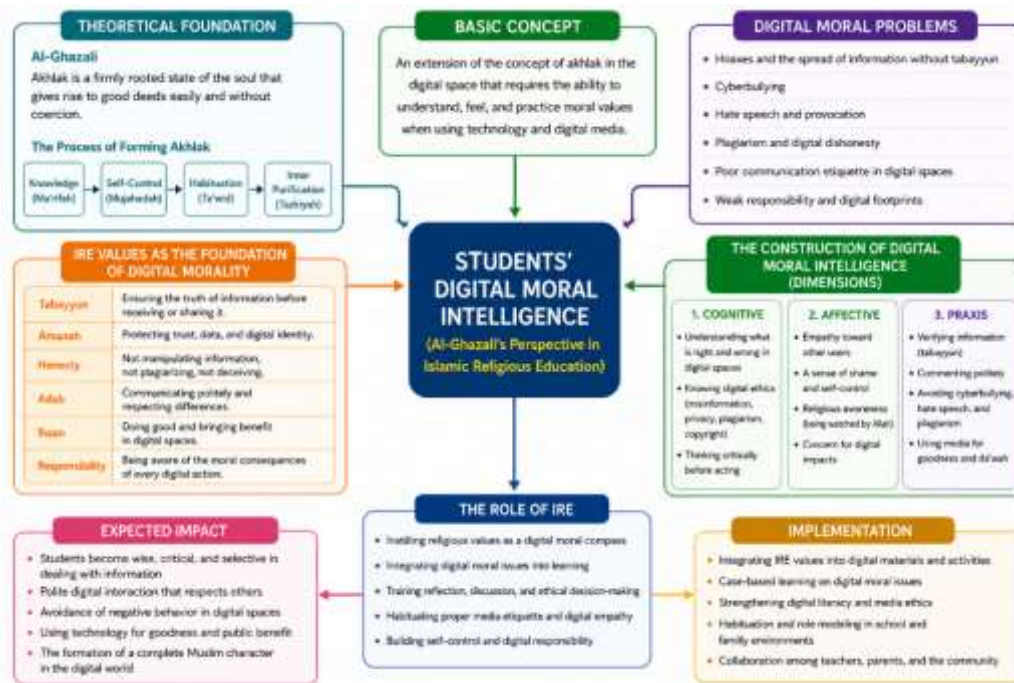 THEORETICAL FOUNDATION
Al-Ghazali
Akhlak is a firmly rooted state of the soul that
gives rise to good deeds easily and without
coercion.
The Process of Forming Akhlak
Knowledge
(Ma'rifah)
Self-Control
(Mujahadah)
Habituation
(Ta'wid)
Inner
Purification
(Tazkiyah)
BASIC CONCEPT
An extension of the concept of akhlak in the
digital space that requires the ability to
understand, feel, and practice moral values
when using technology and digital media.
DIGITAL MORAL PROBLEMS
• Hoaxes and the spread of information without tabayyun
• Cyberbullying
• Hate speech and provocation
• Plagiarism and digital dishonesty
• Poor communication etiquette in digital spaces
• Weak responsibility and digital footprints
IRE VALUES AS THE FOUNDATION
OF DIGITAL MORALITY
Tabayyun
Ensuring the truth of information before
receiving or sharing it.
Amanah
Protecting trust, data, and digital identity.
Honesty
Not manipulating information,
not plagiarizing, not deceiving.
Adab
Communicating politely and
respecting differences.
Ihsan
Doing good and bringing benefit
in digital spaces.
Responsibility
Being aware of the moral consequences
of every digital action.
STUDENTS'
DIGITAL MORAL
INTELLIGENCE
(Al-Ghazali's Perspective in
Islamic Religious Education)
THE CONSTRUCTION OF DIGITAL
MORAL INTELLIGENCE
(DIMENSIONS)
1. COGNITIVE
• Understanding what
is right and wrong in
digital spaces
• Knowing digital ethics
(misinformation,
privacy, plagiarism,
copyright)
• Thinking critically
before acting
2. AFFECTIVE
• Empathy toward
other users
• A sense of shame
and self-control
• Religious awareness
(being watched by Allah)
• Concern for digital
impacts
3. PRAXIS
• Verifying information
(tabayyun)
• Commenting politely
• Avoiding cyberbullying,
hate speech, and
plagiarism
• Using media for
goodness and da'wah
EXPECTED IMPACT
• Students become wise, critical, and selective in
dealing with information
• Polite digital interaction that respects others
• Avoidance of negative behavior in digital spaces
• Using technology for goodness and public benefit
• The formation of a complete Muslim character
in the digital world
THE ROLE OF IRE
• Instilling religious values as a digital moral compass
• Integrating digital moral issues into learning
• Training reflection, discussion, and ethical decision-making
• Habituating proper media etiquette and digital empathy
• Building self-control and digital responsibility
IMPLEMENTATION
• Integrating IRE values into digital materials and activities
• Case-based learning on digital moral issues
• Strengthening digital literacy and media ethics
• Habituation and role modeling in school and
family environments
• Collaboration among teachers, parents, and the community